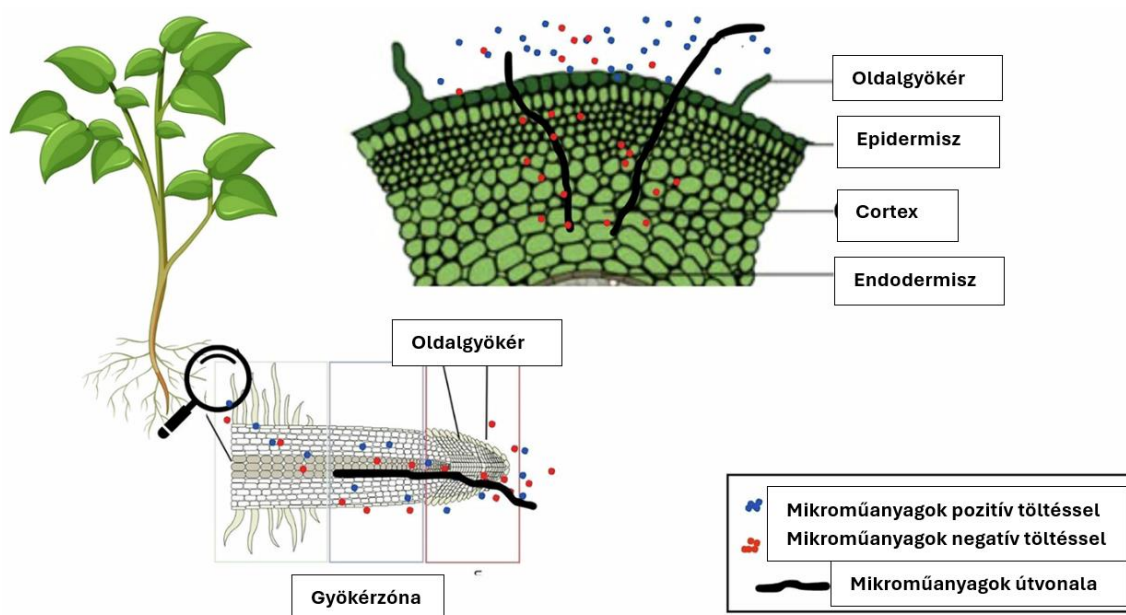 Oldalgyökér
Epidermisz
Cortex
Endodermisz
Oldalgyökér
Gyökérzóna
Mikroműanyagok pozitív töltéssel
Mikroműanyagok negatív töltéssel
Mikroműanyagok útvonala